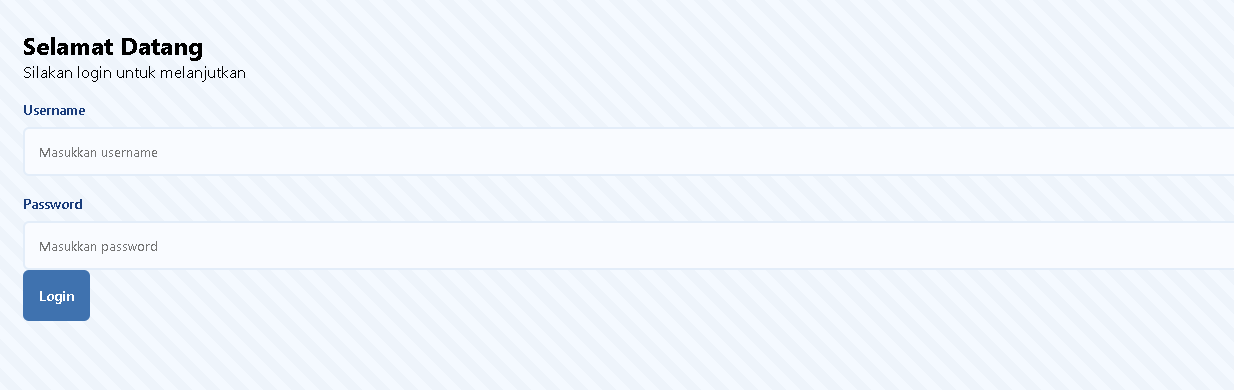 Selamat Datang
Silakan login untuk melanjutkan
Username
Masukkan username
Password
Masukkan password
Login